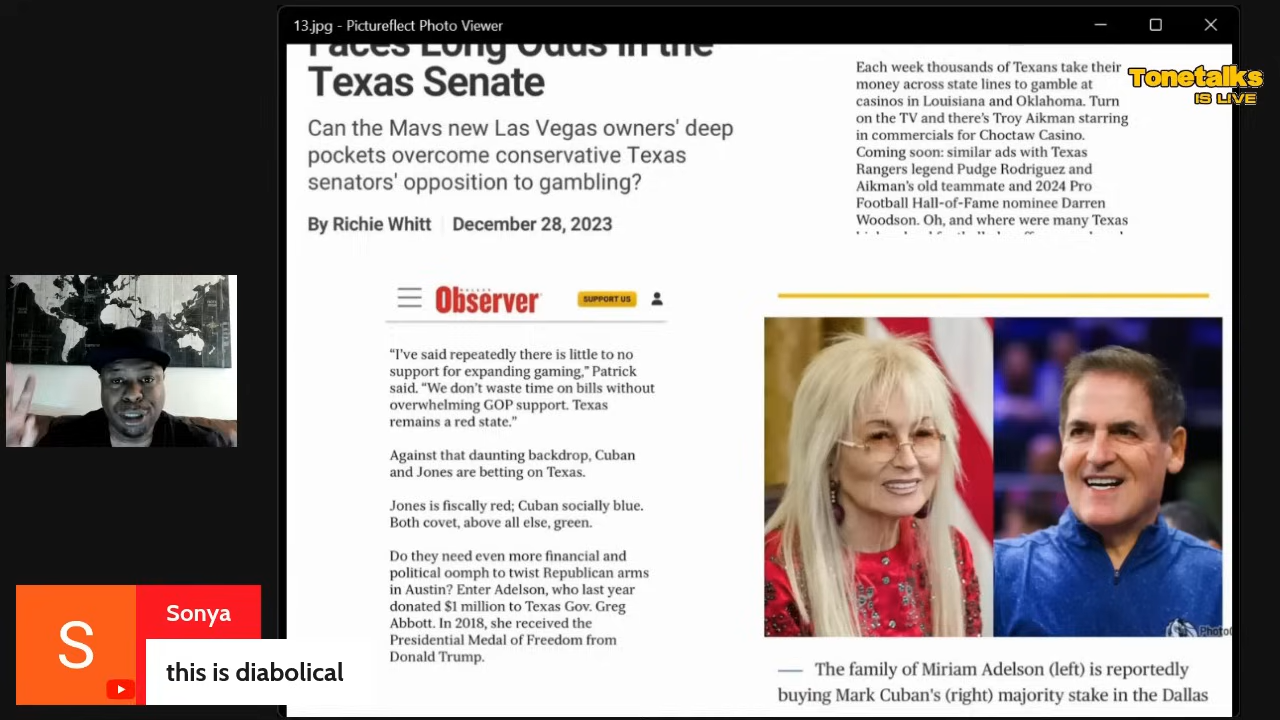 13.jpg - Pictureflect Photo Viewer
Faces Long Odds in the
Texas Senate
Can the Mavs new Las Vegas owners' deep
pockets overcome conservative Texas
senators' opposition to gambling?
By Richie Whitt December 28, 2023
Each week thousands of Texans take their
money across state lines to gamble at
casinos in Louisiana and Oklahoma. Turn
on the TV and there's Troy Aikman starring
in commercials for Choctaw Casino.
Coming soon: similar ads with Texas
Rangers legend Pudge Rodriguez and
Aikman's old teammate and 2024 Pro
Football Hall-of-Fame nominee Darren
Woodson. Oh, and where were many Texas
Tonetalks
IS LIVE
Observer
SUPPORT US
“I've said repeatedly there is little to no
support for expanding gaming,” Patrick
said. “We don't waste time on bills without
overwhelming GOP support. Texas
remains a red state.”
Against that daunting backdrop, Cuban
and Jones are betting on Texas.
Jones is fiscally red; Cuban socially blue.
Both covet, above all else, green.
Do they need even more financial and
political oomph to twist Republican arms
in Austin? Enter Adelson, who last year
donated $1 million to Texas Gov. Greg
Abbott. In 2018, she received the
Presidential Medal of Freedom from
Donald Trump.
The family of Miriam Adelson (left) is reportedly
buying Mark Cuban's (right) majority stake in the Dallas
S
Sonya
this is diabolical